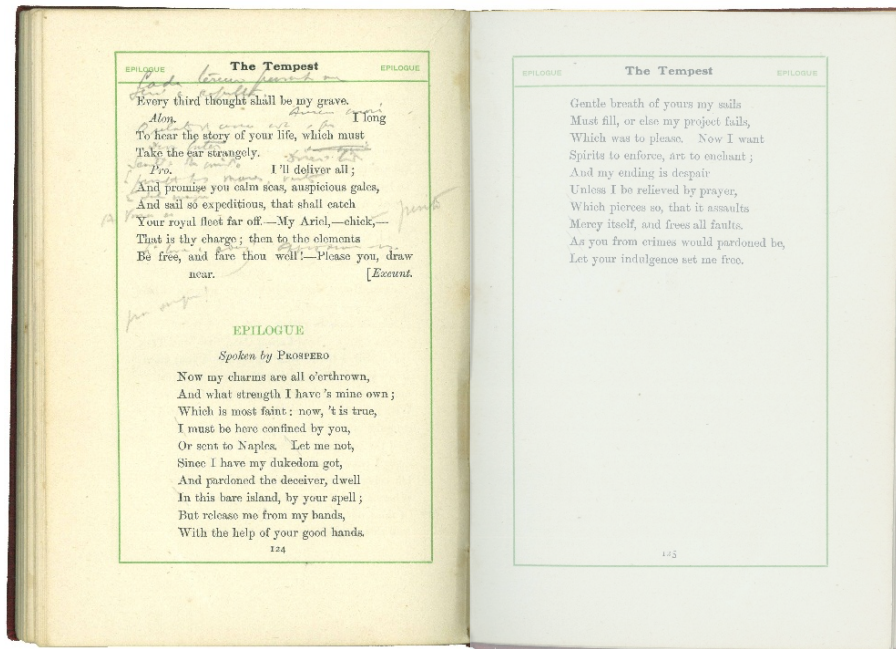 EPILOGUE The Tempest EPILOGUE
Every third thought shall be my grave.
Alon. I long
To hear the story of your life, which must
Take the ear strangely.
Pro. I'll deliver all;
And promise you calm seas, auspicious gales,
And sail so expeditious, that shall catch
Your royal fleet far off.—My Ariel,—chick,—
That is thy charge; then to the elements
Be free, and fare thou well!—Please you, draw
near. [Exeunt.
EPILOGUE
Spoken by PROSPERO
Now my charms are all o'erthrown,
And what strength I have 's mine own;
Which is most faint: now, 't is true,
I must be here confined by you,
Or sent to Naples. Let me not,
Since I have my dukedom got,
And pardoned the deceiver, dwell
In this bare island, by your spell;
But release me from my bands,
With the help of your good hands.
124
EPILOGUE The Tempest EPILOGUE
Gentle breath of yours my sails
Must fill, or else my project fails,
Which was to please. Now I want
Spirits to enforce, art to enchant;
And my ending is despair
Unless I be relieved by prayer,
Which pierces so, that it assaults
Mercy itself, and frees all faults.
As you from crimes would pardoned be,
Let your indulgence set me free.
125